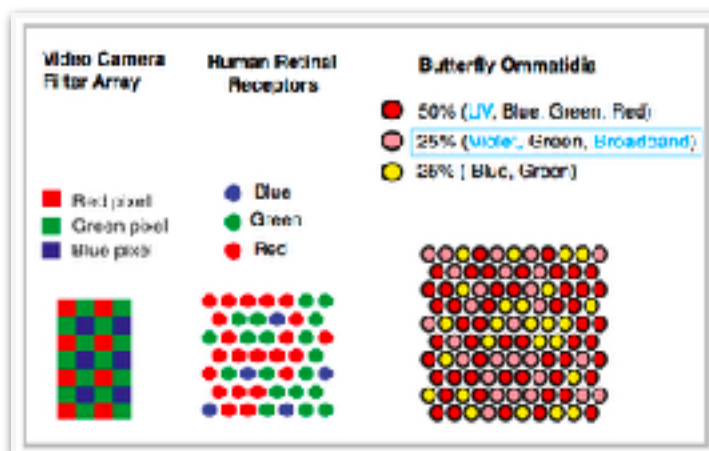 Video Camera
Filter Array
Human Retinal
Receptors
Butterfly Ommatidia
50% (UV, Blue, Green, Red)
25% (Violet, Green, Broadband)
25% ( Blue, Green)
Red pixel
Green pixel
Blue pixel
Blue
Green
Red